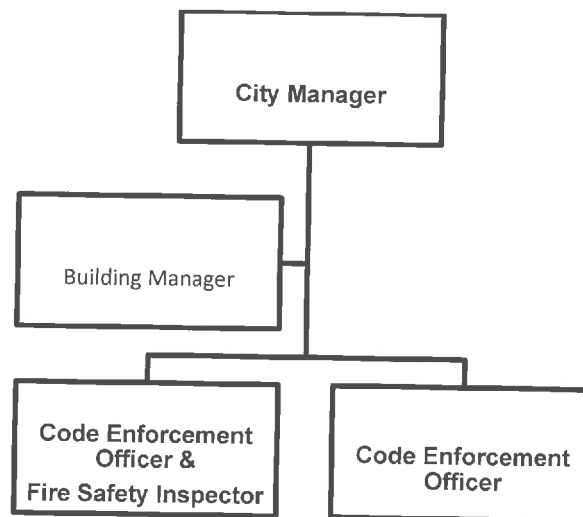 City Manager
Building Manager
Code Enforcement
Officer &
Fire Safety Inspector
Code Enforcement
Officer